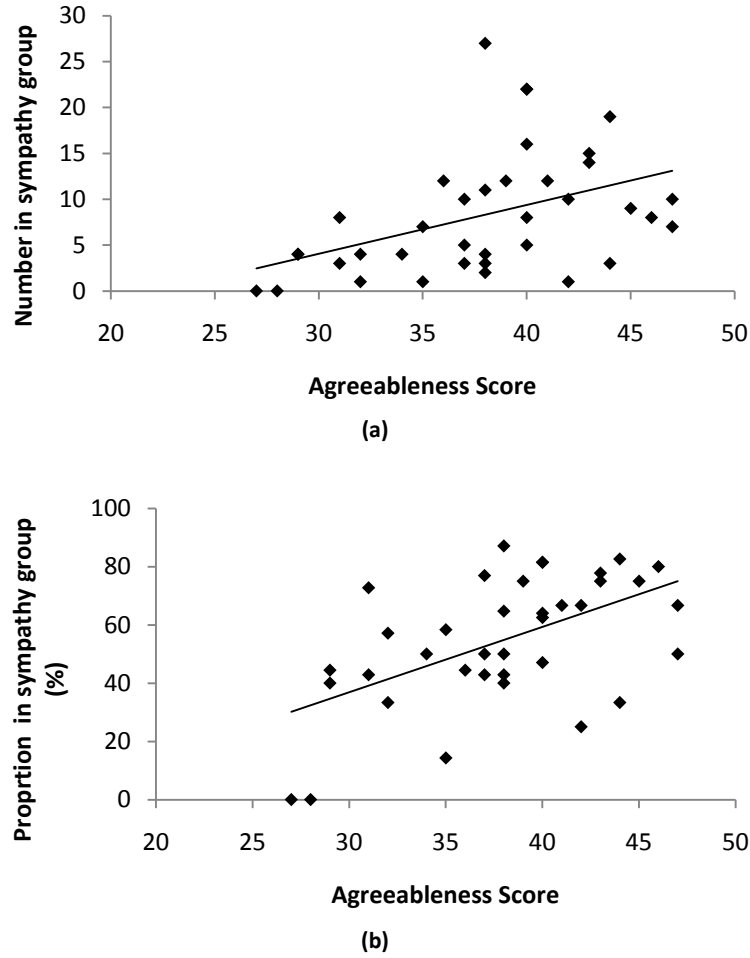 30
25
20
15
10
5
0
Number in sympathy group
20 25 30 35 40 45 50
Agreeableness Score
(a)
100
80
60
40
20
0
Proprtion in sympathy group
(%)
20 25 30 35 40 45 50
Agreeableness Score
(b)